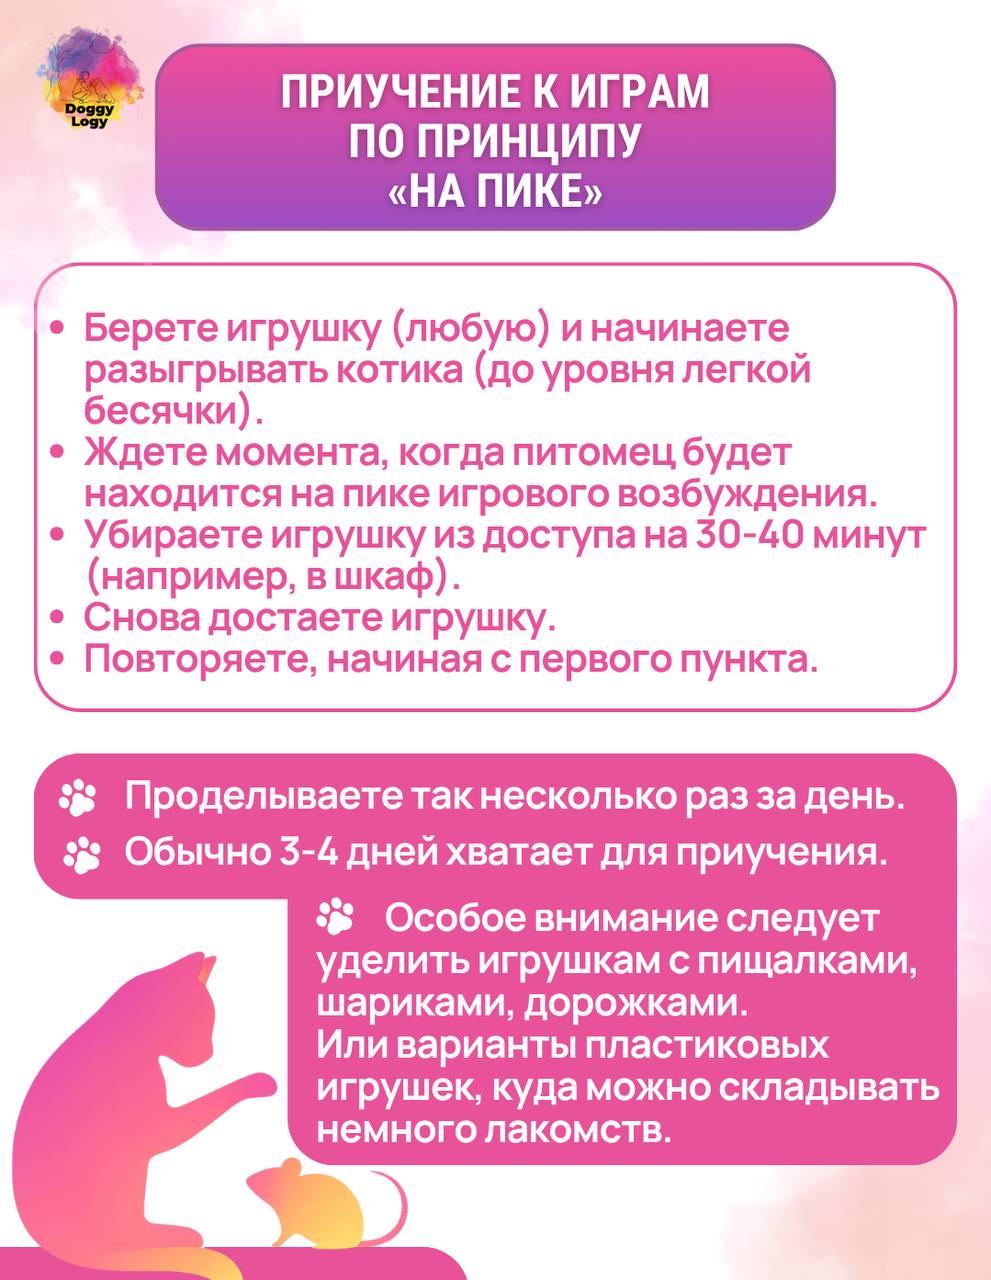 Doggy
Logy
ПРИУЧЕНИЕ К ИГРАМ
ПО ПРИНЦИПУ
«НА ПИКЕ»
• Берете игрушку (любую) и начинаете
разыгрывать котика (до уровня легкой
бесячки).
• Ждете момента, когда питомец будет
находится на пике игрового возбуждения.
• Убираете игрушку из доступа на 30-40 минут
(например, в шкаф).
• Снова достаете игрушку.
• Повторяете, начиная с первого пункта.
Проделываете так несколько раз за день.
Обычно 3-4 дней хватает для приучения.
Особое внимание следует
уделить игрушкам с пищалками,
шариками, дорожками.
Или варианты пластиковых
игрушек, куда можно складывать
немного лакомств.